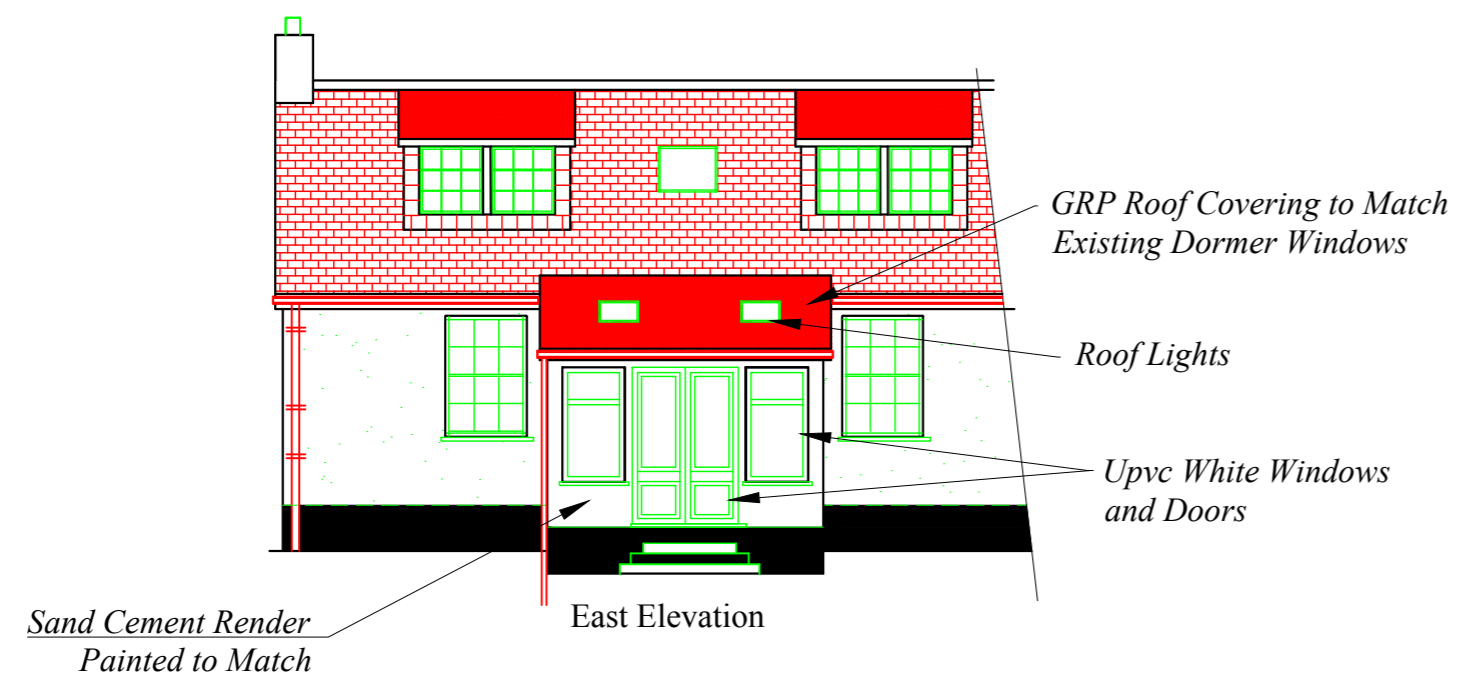 GRP Roof Covering to Match
Existing Dormer Windows
Roof Lights
Upvc White Windows
and Doors
Sand Cement Render
Painted to Match
East Elevation